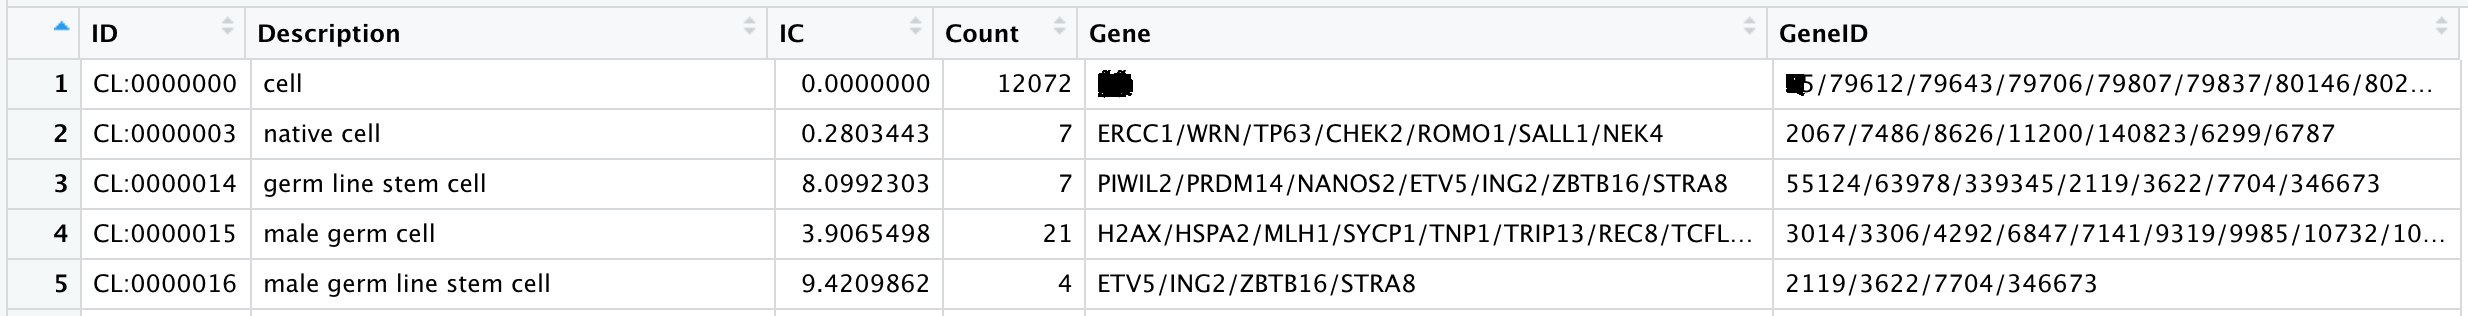 ID Description IC Count Gene GeneID
1 CL:0000000 cell 0.0000000 12072 5/79612/79643/79706/79807/79837/80146/802...
2 CL:0000003 native cell 0.2803443 7 ERCC1/WRN/TP63/CHEK2/ROMO1/SALL1/NEK4 2067/7486/8626/11200/140823/6299/6787
3 CL:0000014 germ line stem cell 8.0992303 7 PIWIL2/PRDM14/NANOS2/ETV5/ING2/ZBTB16/STRA8 55124/63978/339345/2119/3622/7704/346673
4 CL:0000015 male germ cell 3.9065498 21 H2AX/HSPA2/MLH1/SYCP1/TNP1/TRIP13/REC8/TCFL... 3014/3306/4292/6847/7141/9319/9985/10732/10...
5 CL:0000016 male germ line stem cell 9.4209862 4 ETV5/ING2/ZBTB16/STRA8 2119/3622/7704/346673